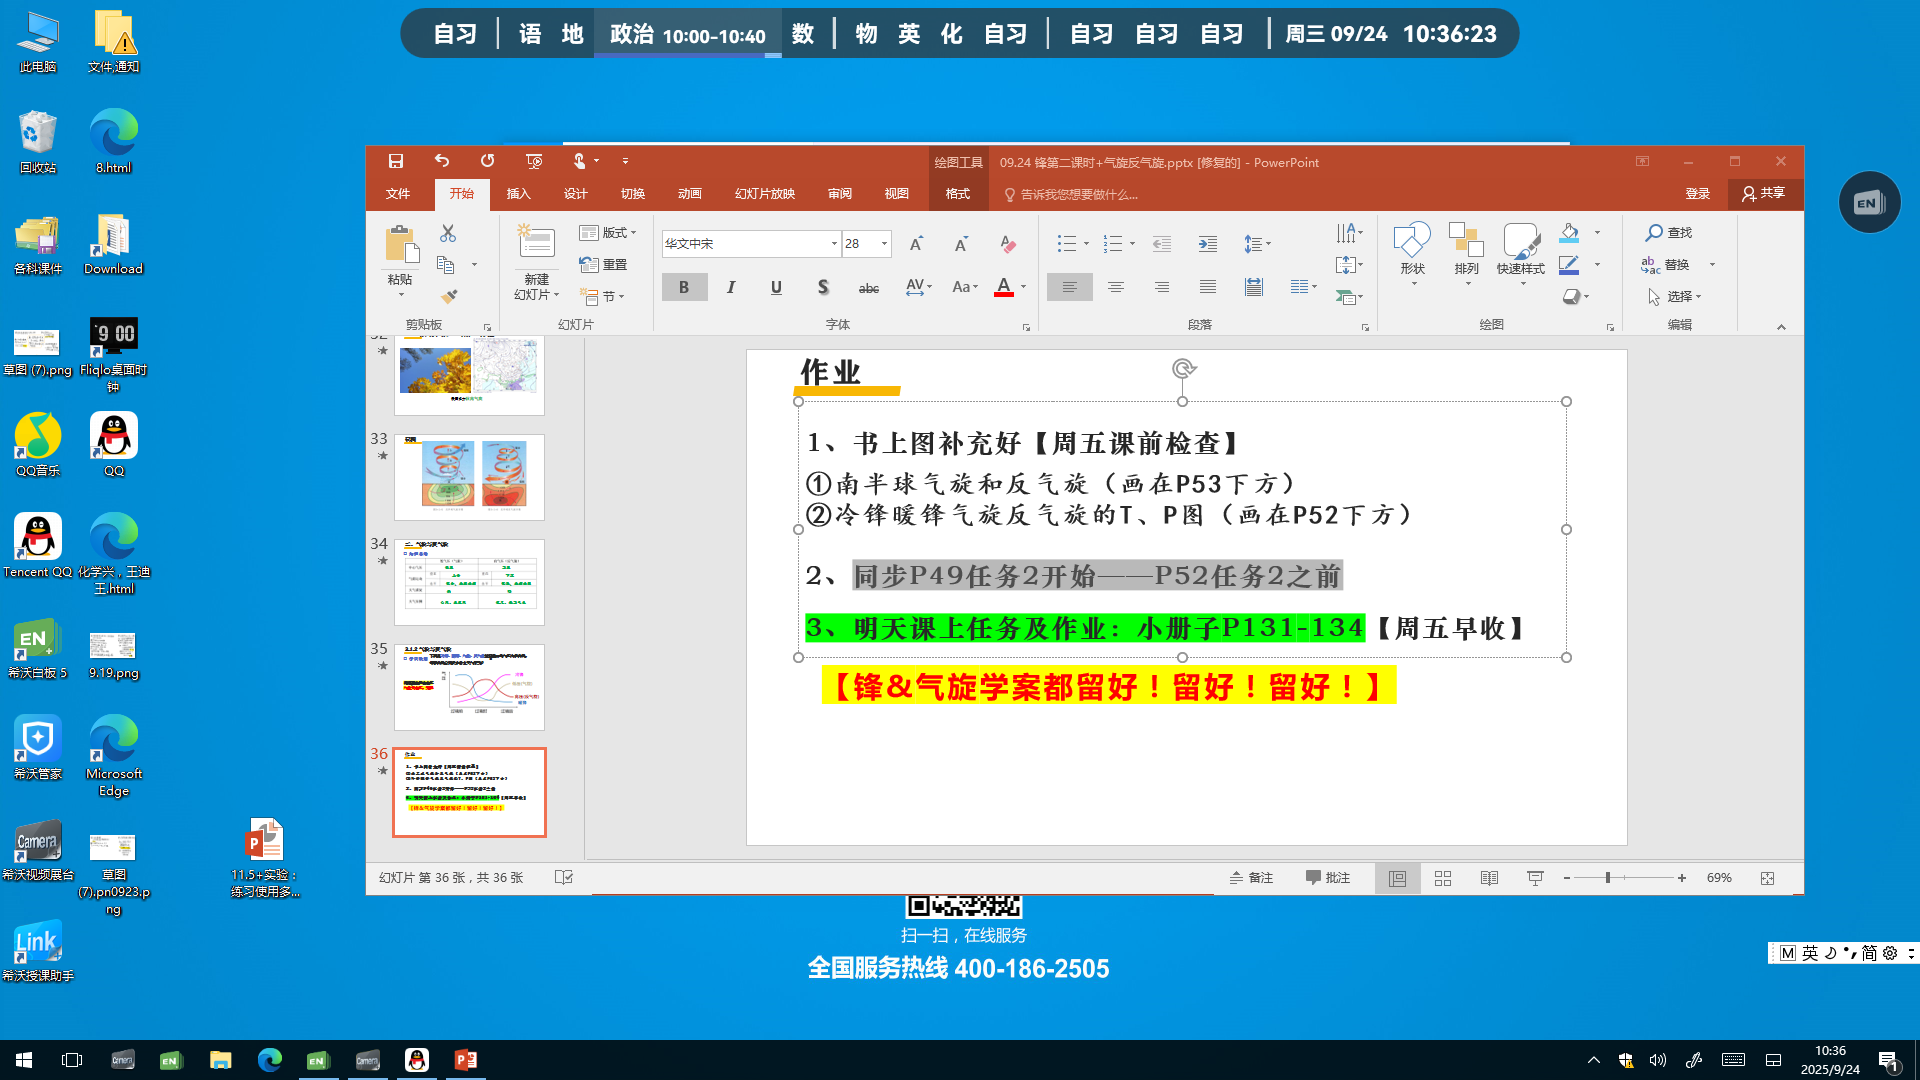 自习 语 地 政治 10:00-10:40 数 物 英 化 自习 自习 自习 自习 周三 09/24 10:36:23
此电脑
文件,通知
回收站
8.html
各科课件
Download
草图 (7).png
Fliqlo桌面时钟
QQ音乐
QQ
Tencent QQ
化学兴，王迪王.html
希沃白板 5
9.19.png
希沃管家
Microsoft Edge
希沃视频展台
草图(7).pn0923.png
11.5+实验：练习使用多...
希沃授课助手
EN
绘图工具
09.24 锋第二课时+气旋反气旋.pptx [修复的] - PowerPoint
文件 开始 插入 设计 切换 动画 幻灯片放映 审阅 视图 格式 告诉我您想要做什么... 登录 共享
粘贴
剪贴板
新建幻灯片
版式
重置
节
幻灯片
华文中宋 28
B I U S abc AV Aa A
字体
段落
形状
排列
快速样式
绘图
查找
替换
选择
编辑
33
34
35
36
作业
1、书上图补充好【周五课前检查】
①南半球气旋和反气旋（画在P53下方）
②冷锋暖锋气旋反气旋的T、P图（画在P52下方）
2、同步P49任务2开始——P52任务2之前
3、明天课上任务及作业：小册子P131-134【周五早收】
【锋&气旋学案都留好！留好！留好！】
幻灯片 第 36 张，共 36 张
备注
批注
69%
扫一扫，在线服务
全国服务热线 400-186-2505
M 英 简
10:36
2025/9/24
1